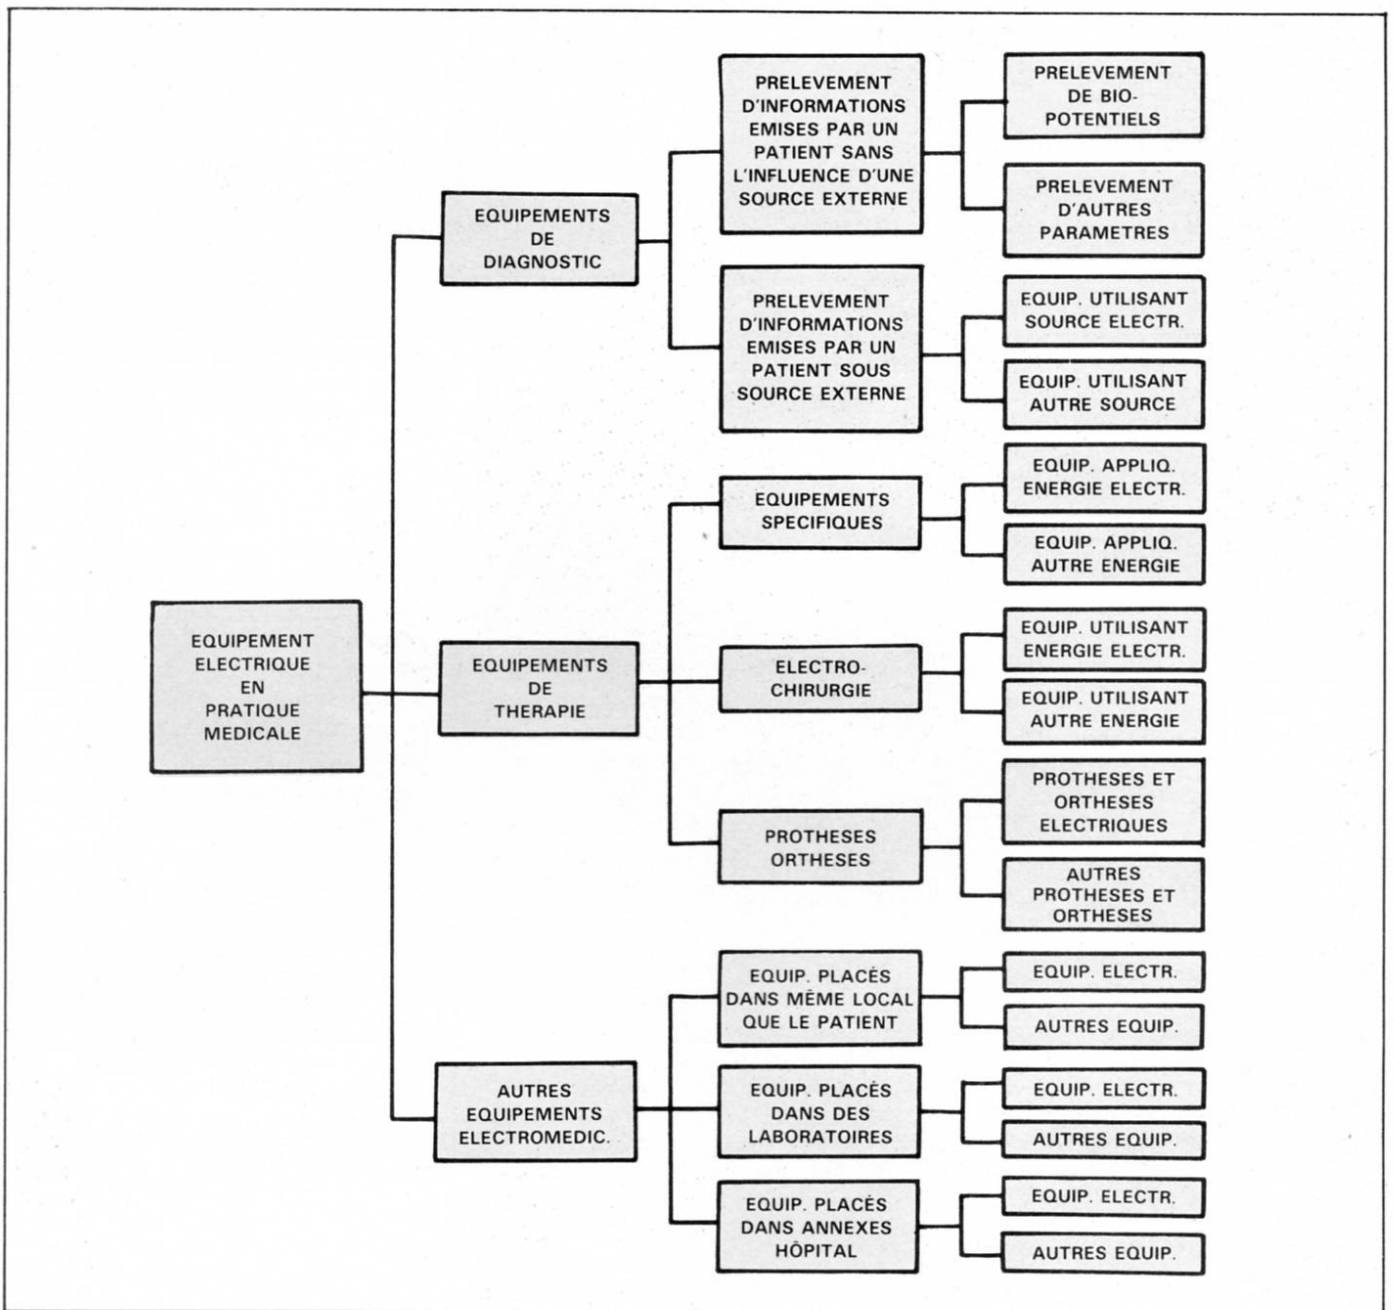 EQUIPEMENT
ELECTRIQUE
EN
PRATIQUE
MEDICALE
EQUIPEMENTS
DE
DIAGNOSTIC
PRELEVEMENT
D'INFORMATIONS
EMISES PAR UN
PATIENT SANS
L'INFLUENCE D'UNE
SOURCE EXTERNE
PRELEVEMENT
DE BIO-
POTENTIELS
PRELEVEMENT
D'AUTRES
PARAMETRES
PRELEVEMENT
D'INFORMATIONS
EMISES PAR UN
PATIENT SOUS
SOURCE EXTERNE
EQUIP. UTILISANT
SOURCE ELECTR.
EQUIP. UTILISANT
AUTRE SOURCE
EQUIPEMENTS
DE
THERAPIE
EQUIPEMENTS
SPECIFIQUES
EQUIP. APPLIQ.
ENERGIE ELECTR.
EQUIP. APPLIQ.
AUTRE ENERGIE
ELECTRO-
CHIRURGIE
EQUIP. UTILISANT
ENERGIE ELECTR.
EQUIP. UTILISANT
AUTRE ENERGIE
PROTHESES
ORTHESES
PROTHESES ET
ORTHESES
ELECTRIQUES
AUTRES
PROTHESES ET
ORTHESES
AUTRES
EQUIPEMENTS
ELECTROMEDIC.
EQUIP. PLACÉS
DANS MÊME LOCAL
QUE LE PATIENT
EQUIP. ELECTR.
AUTRES EQUIP.
EQUIP. PLACÉS
DANS DES
LABORATOIRES
EQUIP. ELECTR.
AUTRES EQUIP.
EQUIP. PLACÉS
DANS ANNEXES
HÔPITAL
EQUIP. ELECTR.
AUTRES EQUIP.